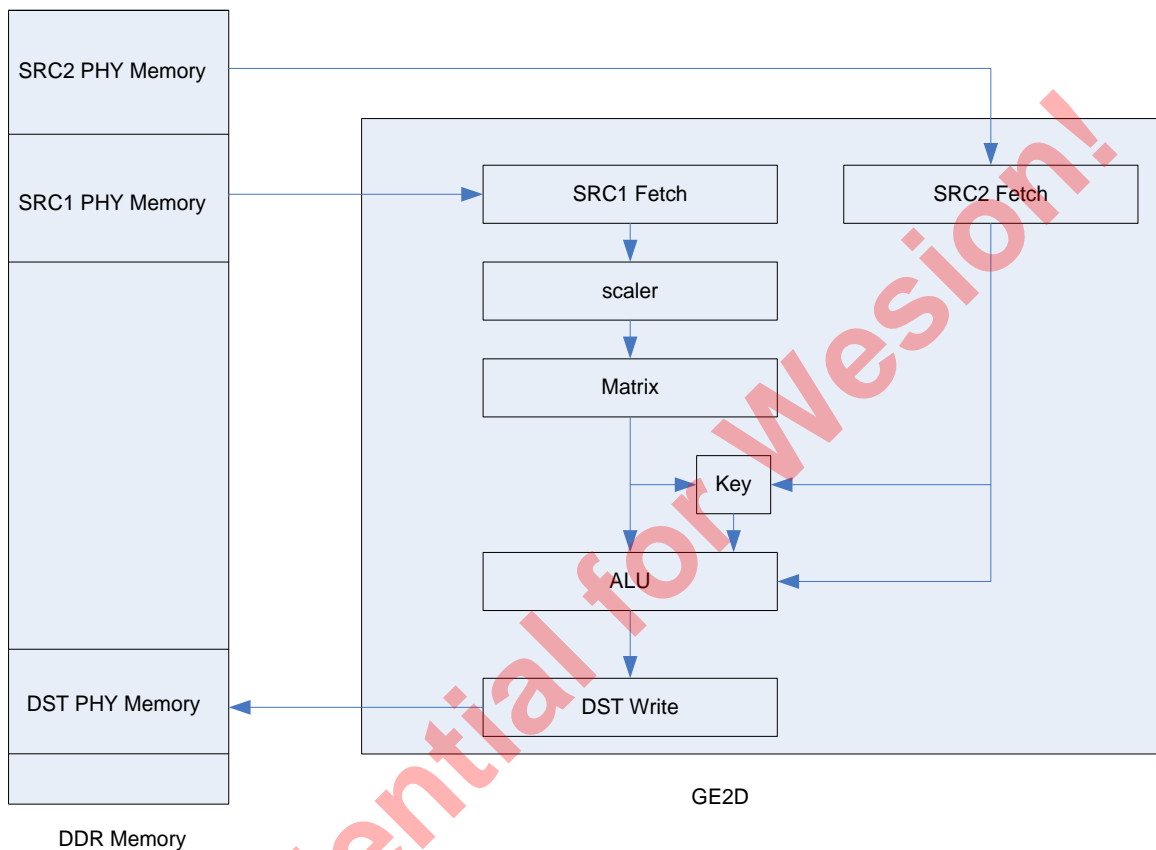 SRC2 PHY Memory
SRC1 PHY Memory
SRC1 Fetch
SRC2 Fetch
scaler
Matrix
Key
ALU
DST PHY Memory
DST Write
GE2D
DDR Memory
ential for Wesion!